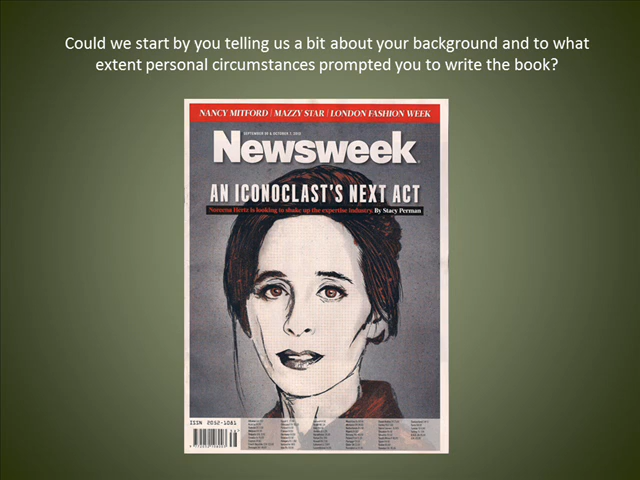 Could we start by you telling us a bit about your background and to what
extent personal circumstances prompted you to write the book?
NANCY MITFORD | MAZZY STAR | LONDON FASHION WEEK
Newsweek
AN ICONOCLAST'S NEXT ACT
Noreena Hertz is looking to shake up the expertise industry. By Stacy Perman
ISSN 2052-1081